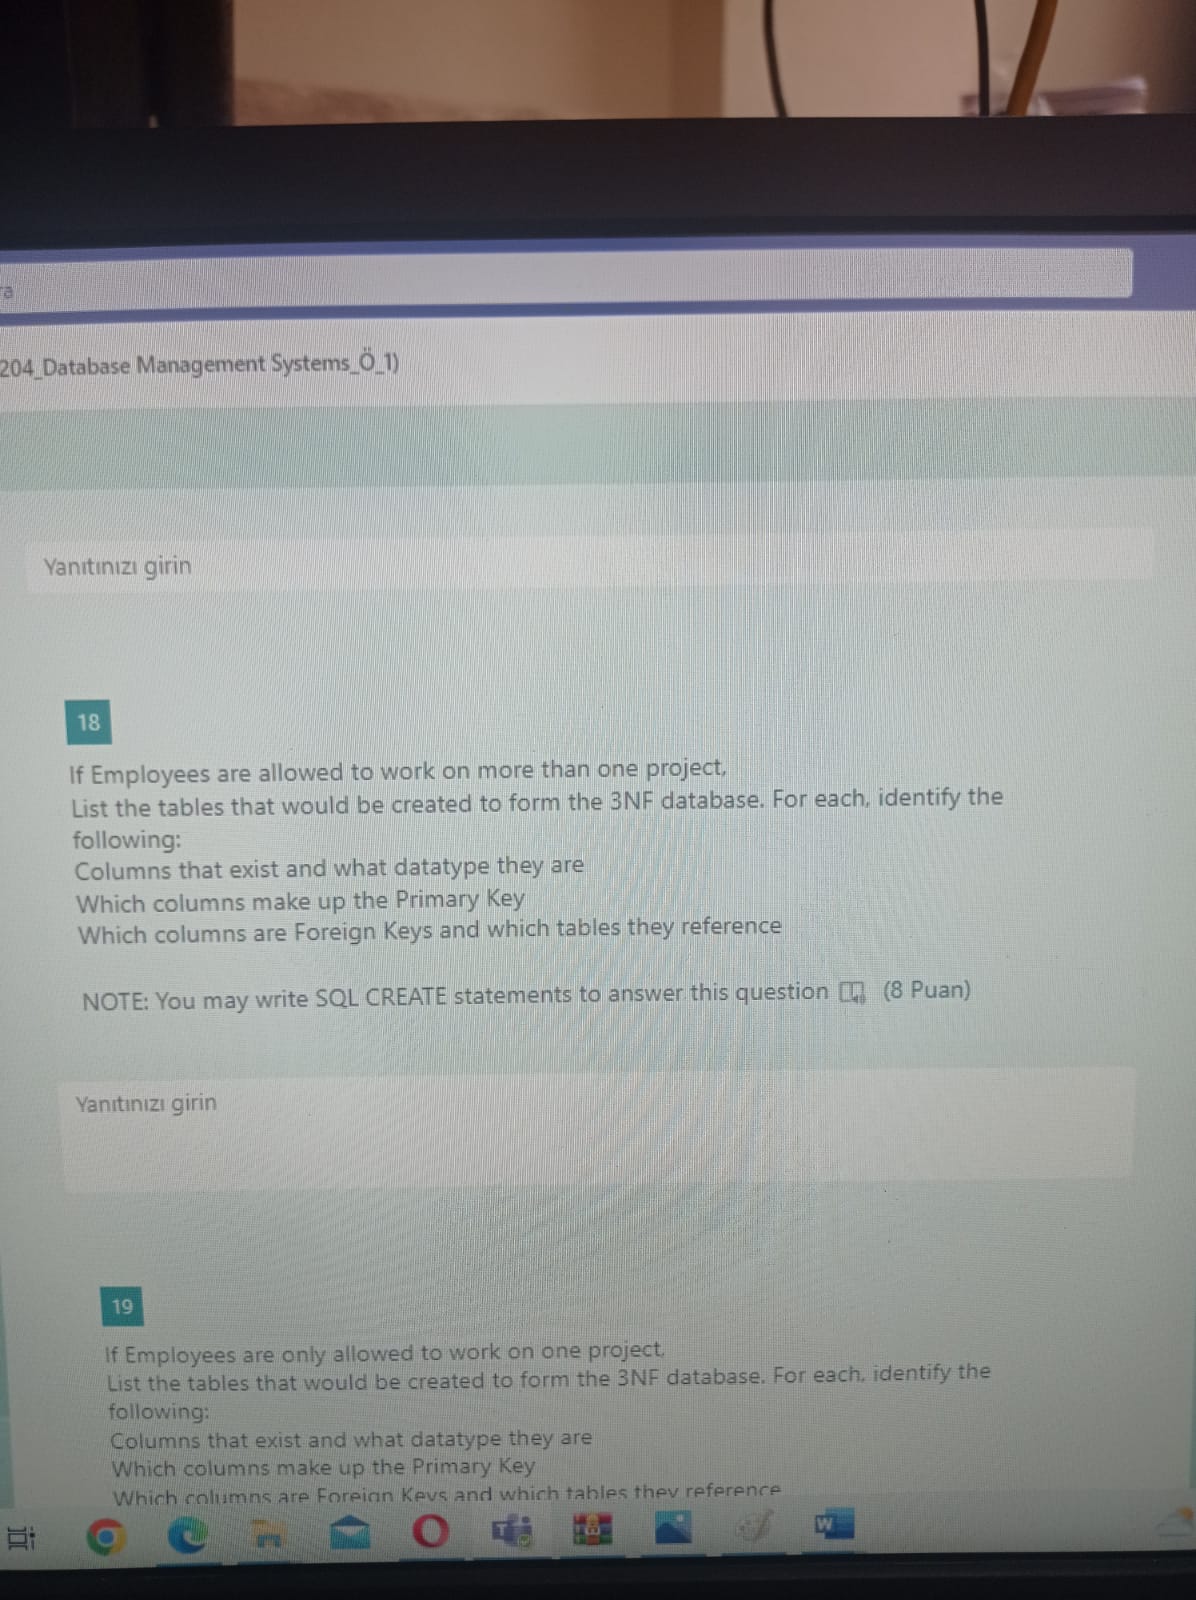 204_Database Management Systems_Ö_1)
Yanıtınızı girin
18
If Employees are allowed to work on more than one project,
List the tables that would be created to form the 3NF database. For each, identify the
following:
Columns that exist and what datatype they are
Which columns make up the Primary Key
Which columns are Foreign Keys and which tables they reference
NOTE: You may write SQL CREATE statements to answer this question (8 Puan)
Yanıtınızı girin
19
If Employees are only allowed to work on one project,
List the tables that would be created to form the 3NF database. For each, identify the
following:
Columns that exist and what datatype they are
Which columns make up the Primary Key
Which columns are Foreign Keys and which tables they reference